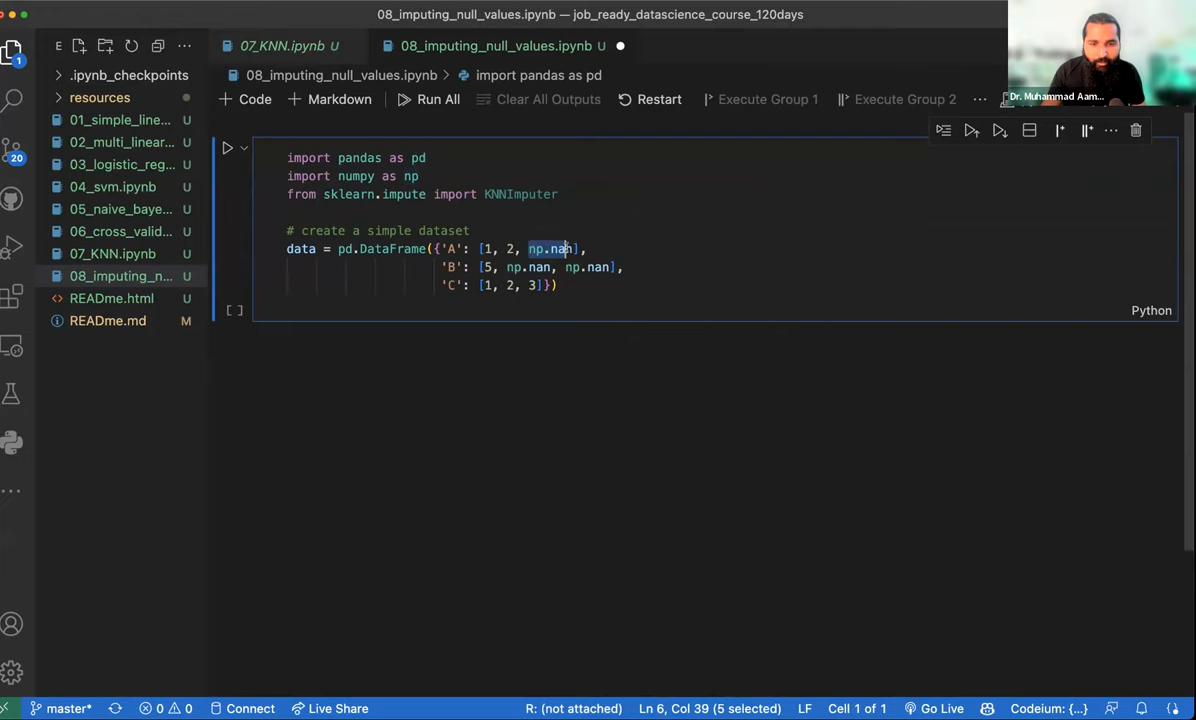 08_imputing_null_values.ipynb — job_ready_datascience_course_120days
Dr. Muhammad Aam...
E
07_KNN.ipynb U
08_imputing_null_values.ipynb U
08_imputing_null_values.ipynb > import pandas as pd
Code
Markdown
Run All
Clear All Outputs
Restart
Execute Group 1
Execute Group 2
.ipynb_checkpoints
resources
01_simple_line... U
02_multi_linear... U
03_logistic_reg... U
04_svm.ipynb U
05_naive_baye... U
06_cross_valid... U
07_KNN.ipynb U
08_imputing_n... U
READme.html U
READme.md M
1
20
import pandas as pd
import numpy as np
from sklearn.impute import KNNImputer
# create a simple dataset
data = pd.DataFrame({'A': [1, 2, np.nan],
'B': [5, np.nan, np.nan],
'C': [1, 2, 3]})
[ ]
Python
master* 0 0 Connect Live Share R: (not attached) Ln 6, Col 39 (5 selected) LF Cell 1 of 1 Go Live Codeium: {...}